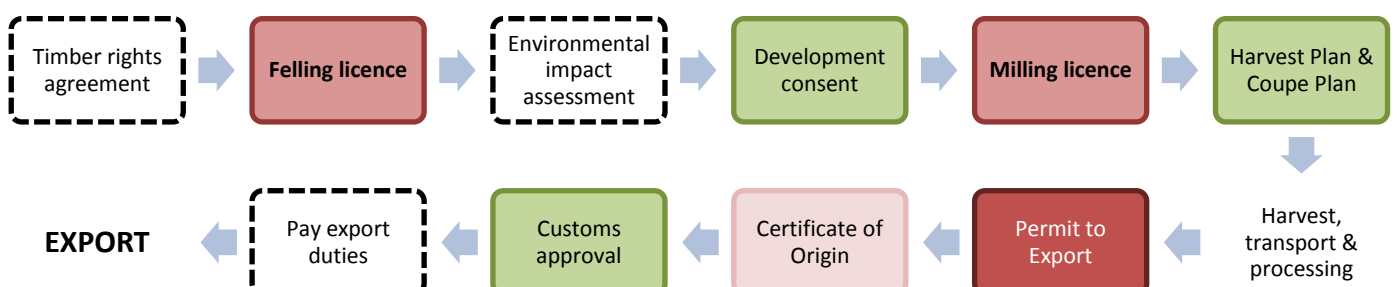 Timber rights
agreement
Felling licence
Environmental
impact
assessment
Development
consent
Milling licence
Harvest Plan &
Coupe Plan
Harvest,
transport &
processing
Permit to
Export
Certificate of
Origin
Customs
approval
Pay export
duties
EXPORT